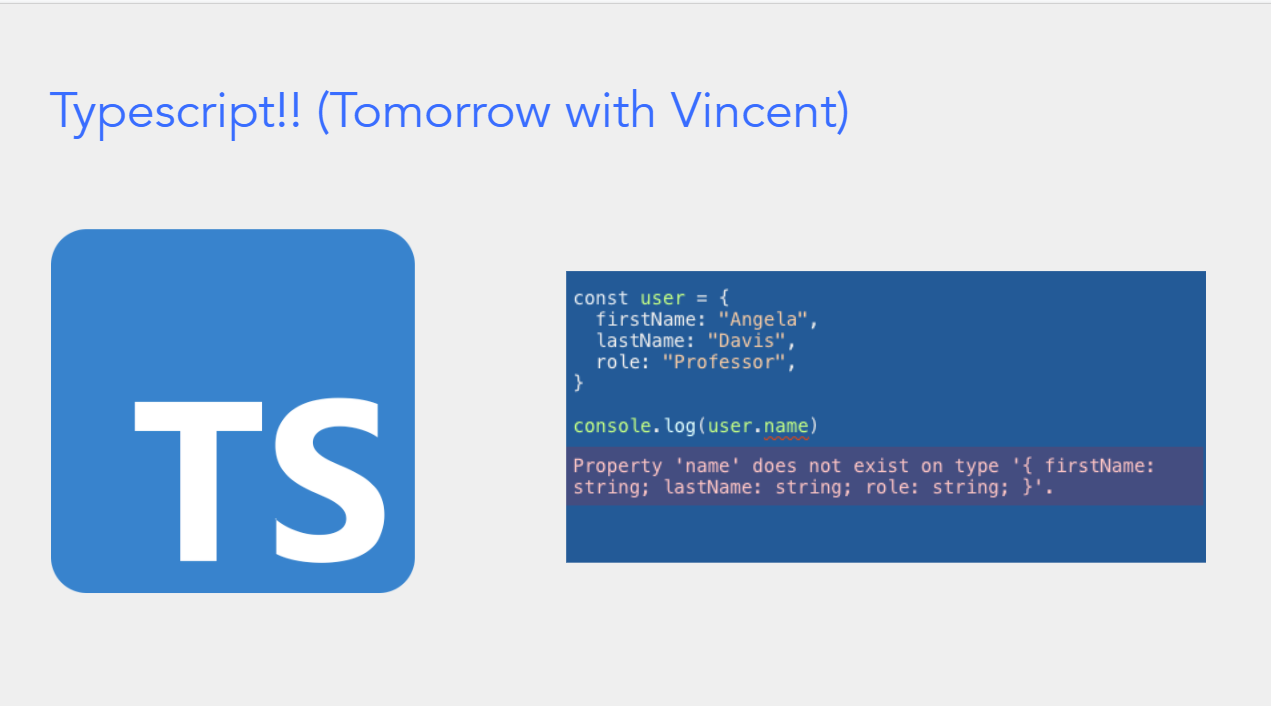 Typescript!! (Tomorrow with Vincent)
TS
const user = {
  firstName: "Angela",
  lastName: "Davis",
  role: "Professor",
}
console.log(user.name)
Property 'name' does not exist on type '{ firstName:
string; lastName: string; role: string; }'.